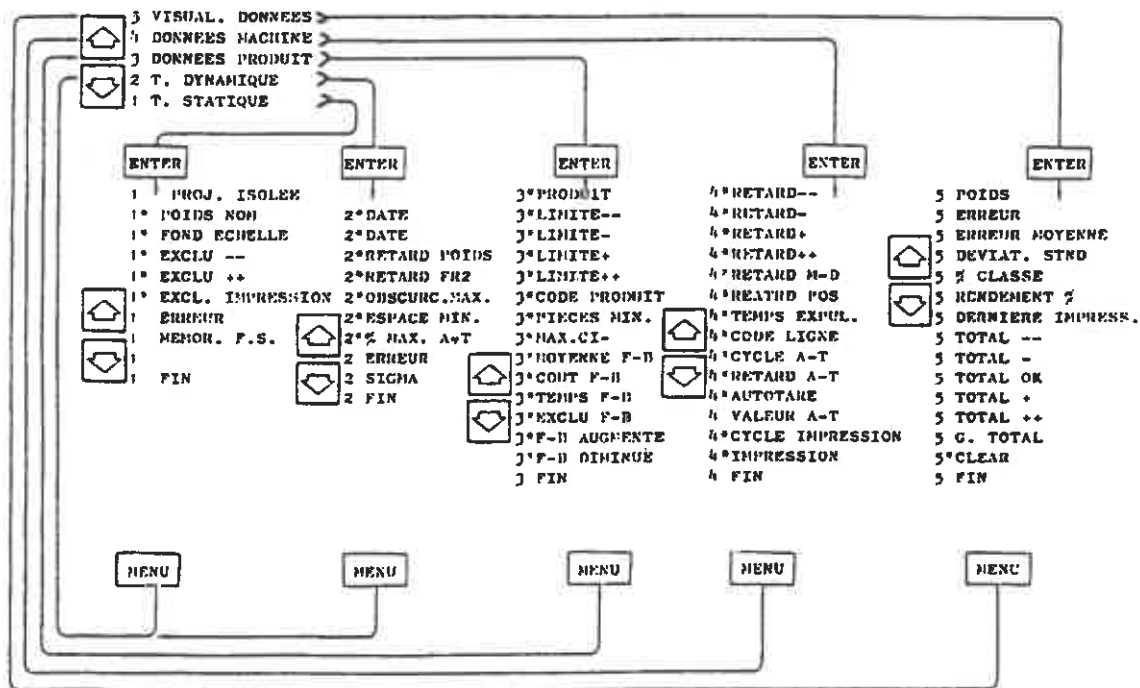 5 VISUAL. DONNEES
4 DONNEES MACHINE
3 DONNEES PRODUIT
2 T. DYNAMIQUE
1 T. STATIQUE
ENTER
ENTER
ENTER
ENTER
ENTER
1 PROJ. ISOLEE
1* POIDS NOM
1* FOND ECHELLE
1* EXCLU --
1* EXCLU ++
1* EXCL. IMPRESSION
1 ERREUR
1 MEMOR. F.S.
1
1 FIN
2*DATE
2*DATE
2*RETARD POIDS
2*RETARD FR2
2*OBSCURC.MAX.
2*ESPACE MIN.
2*% MAX. A-T
2 ERREUR
2 SIGMA
2 FIN
3*PRODUIT
3*LIMITE--
3*LIMITE-
3*LIMITE+
3*LIMITE++
3*CODE PRODUIT
3*PIECES MIN.
3*MAX.CI-
3*MOYENNE F-B
3*COUT F-B
3*TEMPS F-B
3*EXCLU F-B
3*F-B AUGMENTE
3*F-B DIMINUE
3 FIN
4*RETARD--
4*RETARD-
4*RETARD+
4*RETARD++
4*RETARD M-D
4*REATRD POS
4*TEMPS EXPUL.
4*CODE LIGNE
4*CYCLE A-T
4*RETARD A-T
4*AUTOTARE
4 VALEUR A-T
4*CYCLE IMPRESSION
4*IMPRESSION
4 FIN
5 POIDS
5 ERREUR
5 ERREUR MOYENNE
5 DEVIAT. STND
5 % CLASSE
5 RENDEMENT %
5 DERNIERE IMPRESS.
5 TOTAL --
5 TOTAL -
5 TOTAL OK
5 TOTAL +
5 TOTAL ++
5 G. TOTAL
5*CLEAR
5 FIN
MENU
MENU
MENU
MENU
MENU